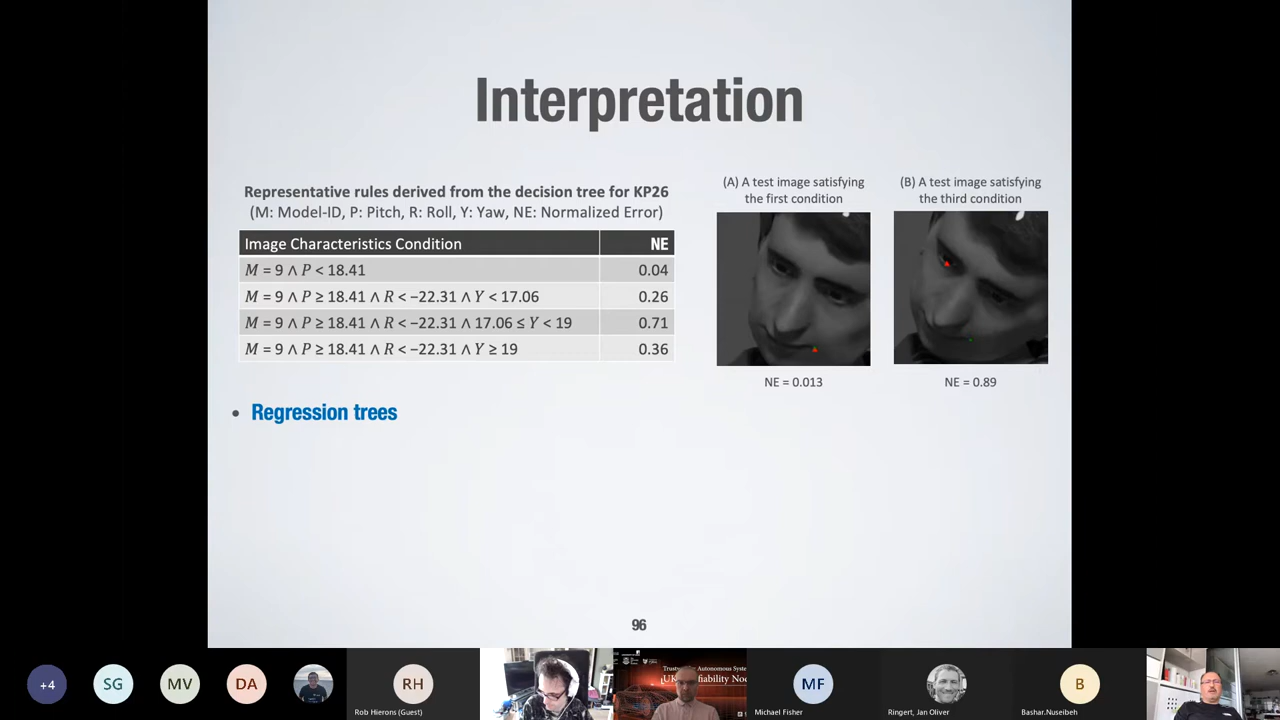 Interpretation
Representative rules derived from the decision tree for KP26
(M: Model-ID, P: Pitch, R: Roll, Y: Yaw, NE: Normalized Error)
Image Characteristics Condition NE
M = 9 ∧ P < 18.41 0.04
M = 9 ∧ P ≥ 18.41 ∧ R < −22.31 ∧ Y < 17.06 0.26
M = 9 ∧ P ≥ 18.41 ∧ R < −22.31 ∧ 17.06 ≤ Y < 19 0.71
M = 9 ∧ P ≥ 18.41 ∧ R < −22.31 ∧ Y ≥ 19 0.36
(A) A test image satisfying
the first condition
NE = 0.013
(B) A test image satisfying
the third condition
NE = 0.89
• Regression trees
96
+4
SG
MV
DA
RH
Rob Hierons (Guest)
Autonomous Syste
MF
Michael Fisher
Ringert, Jan Oliver
B
Bashar.Nuseibeh